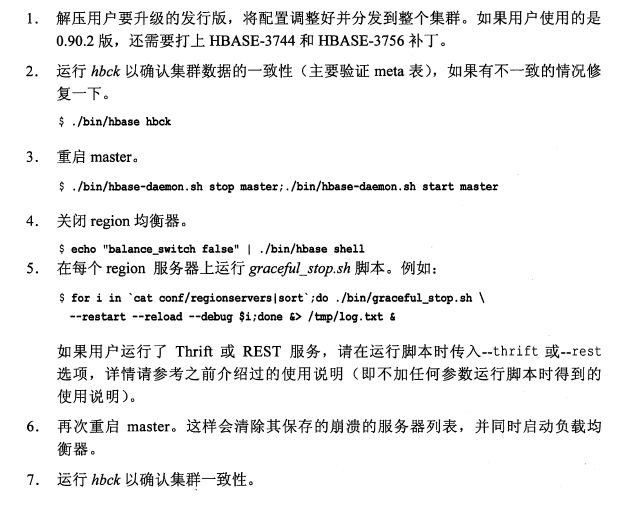 1. 解压用户要升级的发行版，将配置调整好并分发到整个集群。如果用户使用的是
0.90.2 版，还需要打上 HBASE-3744 和 HBASE-3756 补丁。
2. 运行 hbck 以确认集群数据的一致性（主要验证 meta 表），如果有不一致的情况修
复一下。
$ ./bin/hbase hbck
3. 重启 master。
$ ./bin/hbase-daemon.sh stop master;./bin/hbase-daemon.sh start master
4. 关闭 region 均衡器。
$ echo "balance_switch false" | ./bin/hbase shell
5. 在每个 region 服务器上运行 graceful_stop.sh 脚本。例如：
$ for i in `cat conf/regionservers|sort`;do ./bin/graceful_stop.sh \
--restart --reload --debug $i;done &> /tmp/log.txt &
如果用户运行了 Thrift 或 REST 服务，请在运行脚本时传入--thrift 或--rest
选项，详情请参考之前介绍过的使用说明（即不加任何参数运行脚本时得到的
使用说明）。
6. 再次重启 master。这样会清除其保存的崩溃的服务器列表，并同时启动负载均
衡器。
7. 运行 hbck 以确认集群一致性。